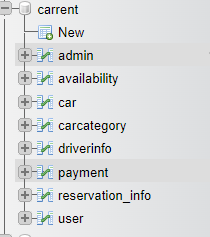 carrent
New
admin
availability
car
carcategory
driverinfo
payment
reservation_info
user